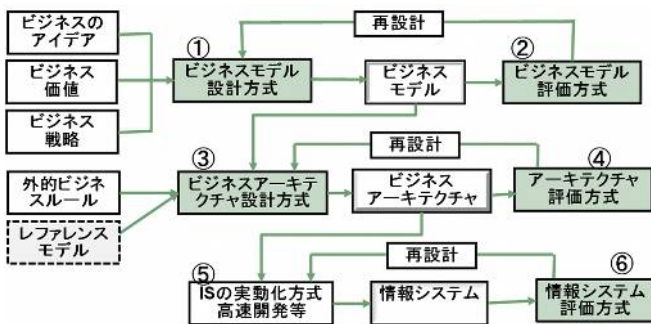 ビジネスの
アイデア
ビジネス
価値
ビジネス
戦略
再設計
①
ビジネスモデル
設計方式
ビジネス
モデル
②
ビジネスモデル
評価方式
外的ビジネ
スルール
レファレンス
モデル
再設計
③
ビジネスアーキテ
クチャ設計方式
ビジネス
アーキテクチャ
④
アーキテクチャ
評価方式
再設計
⑤
ISの実動化方式
高速開発等
情報システム
⑥
情報システム
評価方式